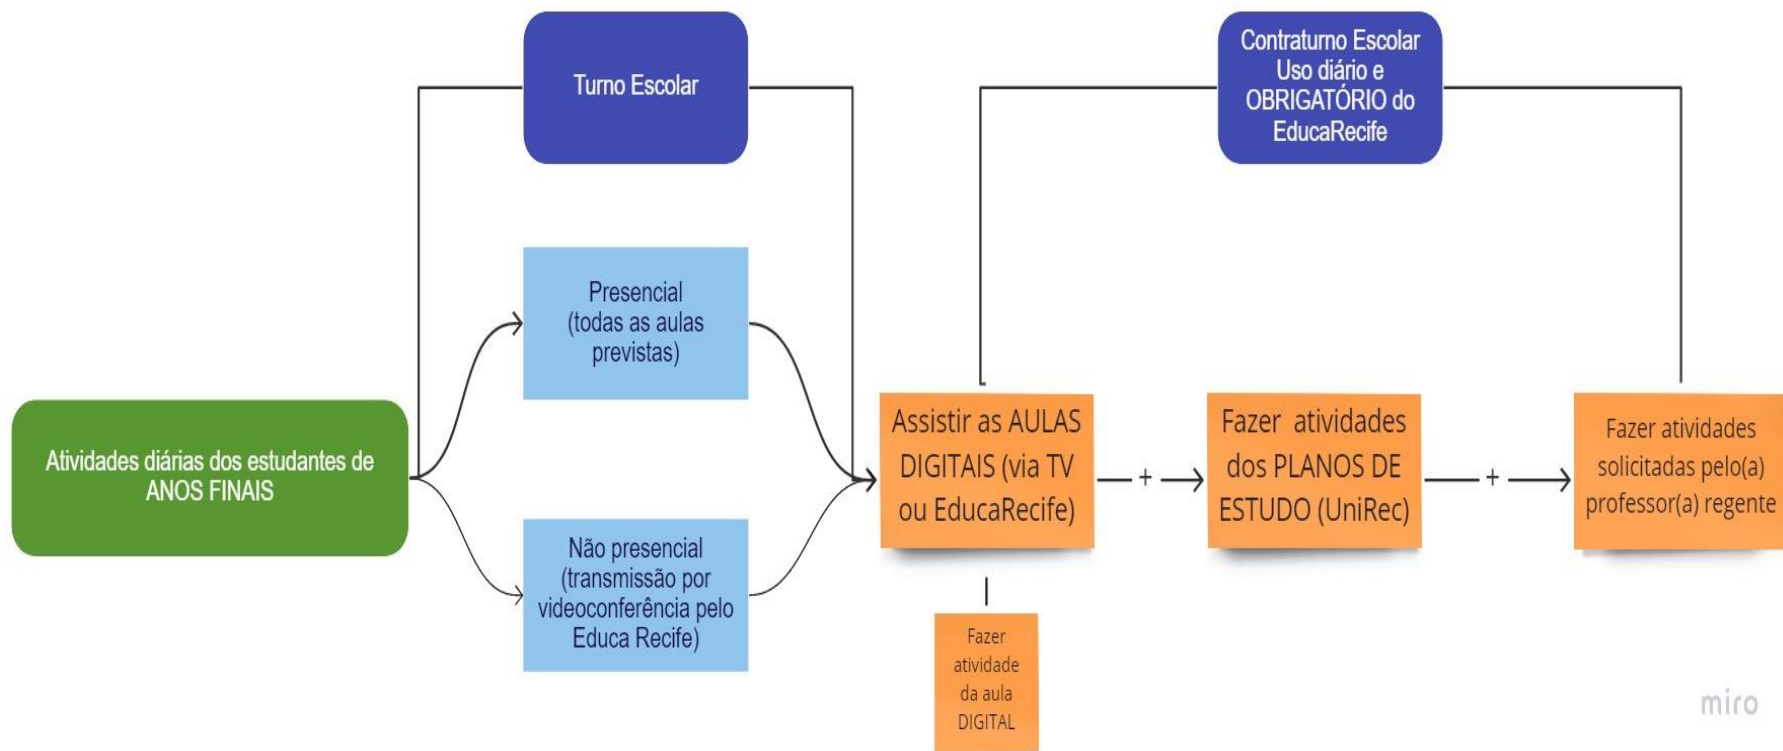 Turno Escolar
Contraturno Escolar
Uso diário e
OBRIGATÓRIO do
EducaRecife
Presencial
(todas as aulas
previstas)
Atividades diárias dos estudantes de
ANOS FINAIS
Não presencial
(transmissão por
videoconferência pelo
Educa Recife)
Assistir as AULAS
DIGITAIS (via TV
ou EducaRecife)
+
Fazer atividades
dos PLANOS DE
ESTUDO (UniRec)
+
Fazer atividades
solicitadas pelo(a)
professor(a) regente
Fazer
atividade
da aula
DIGITAL
miro